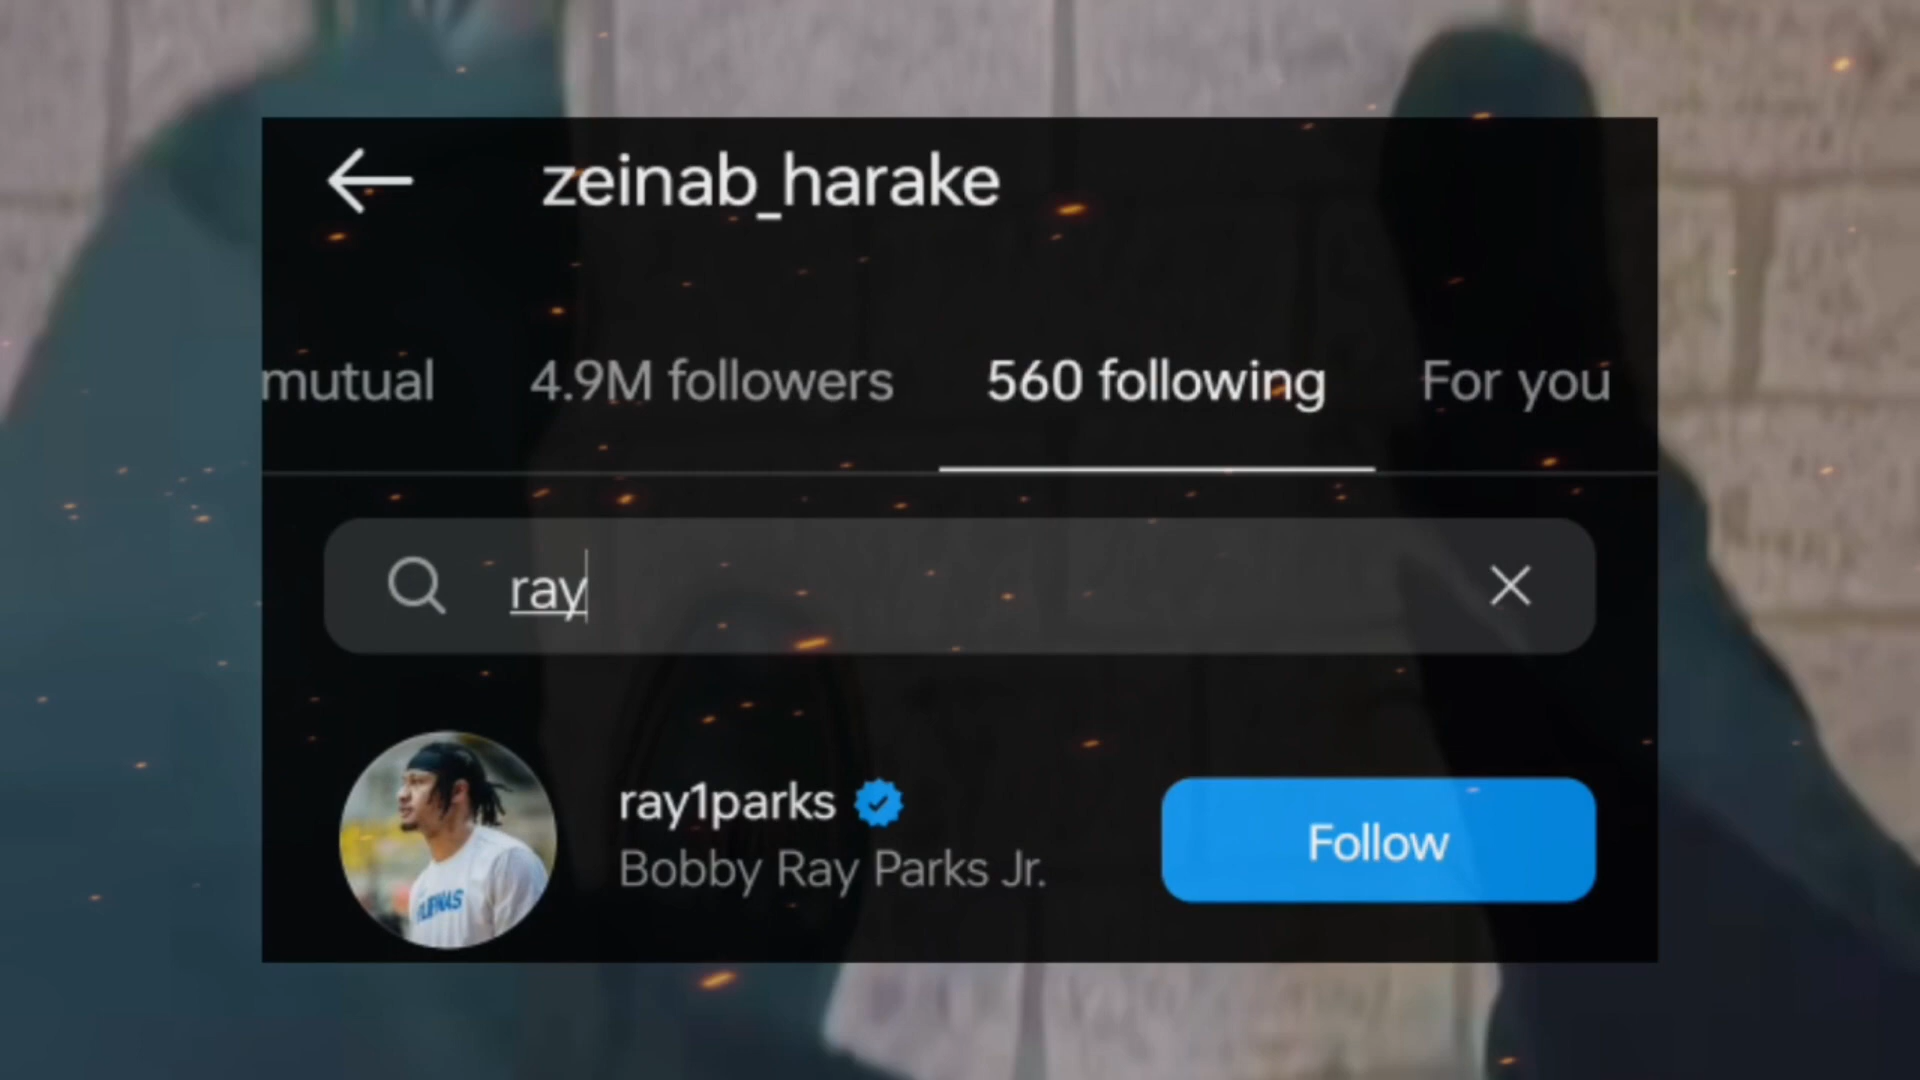 zeinab_harake
mutual 4.9M followers 560 following For you
ray
ray1parks
Bobby Ray Parks Jr.
Follow